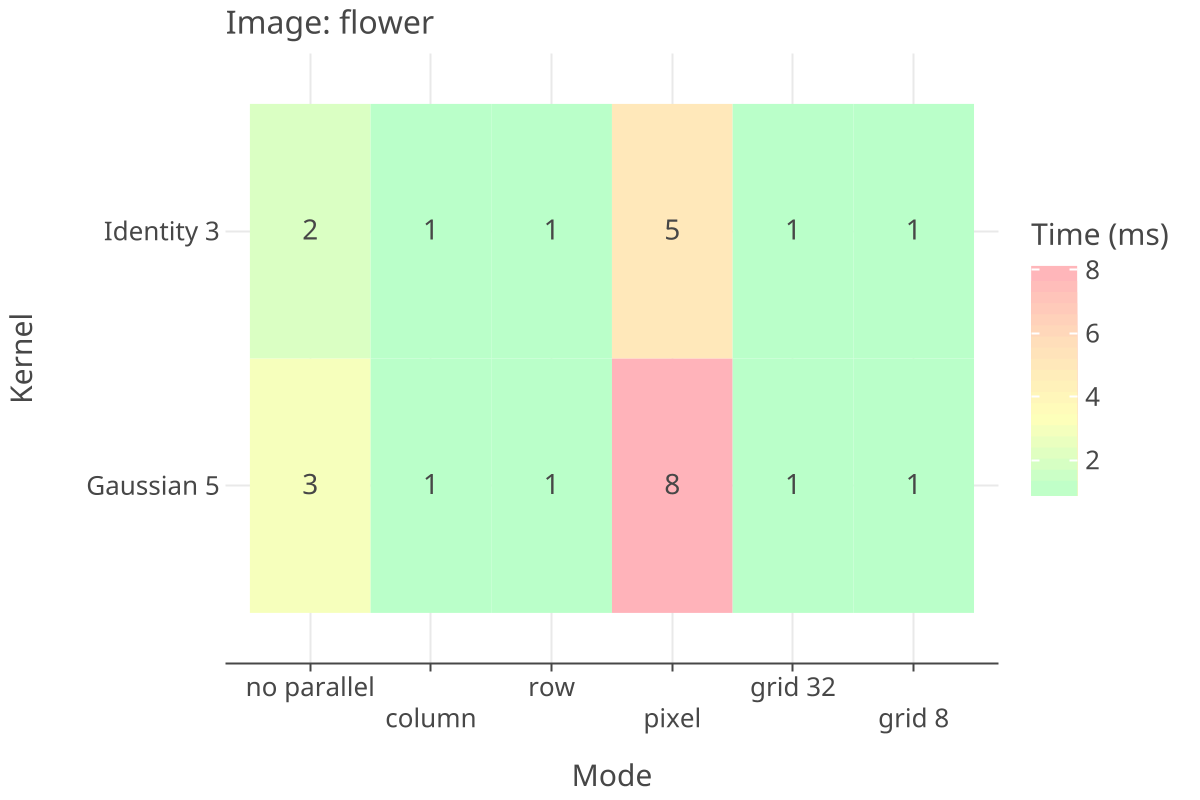 Image: flower
Kernel
Identity 3
2 1 1 5 1 1
Gaussian 5
3 1 1 8 1 1
no parallel
column
row
pixel
grid 32
grid 8
Mode
Time (ms)
8
6
4
2